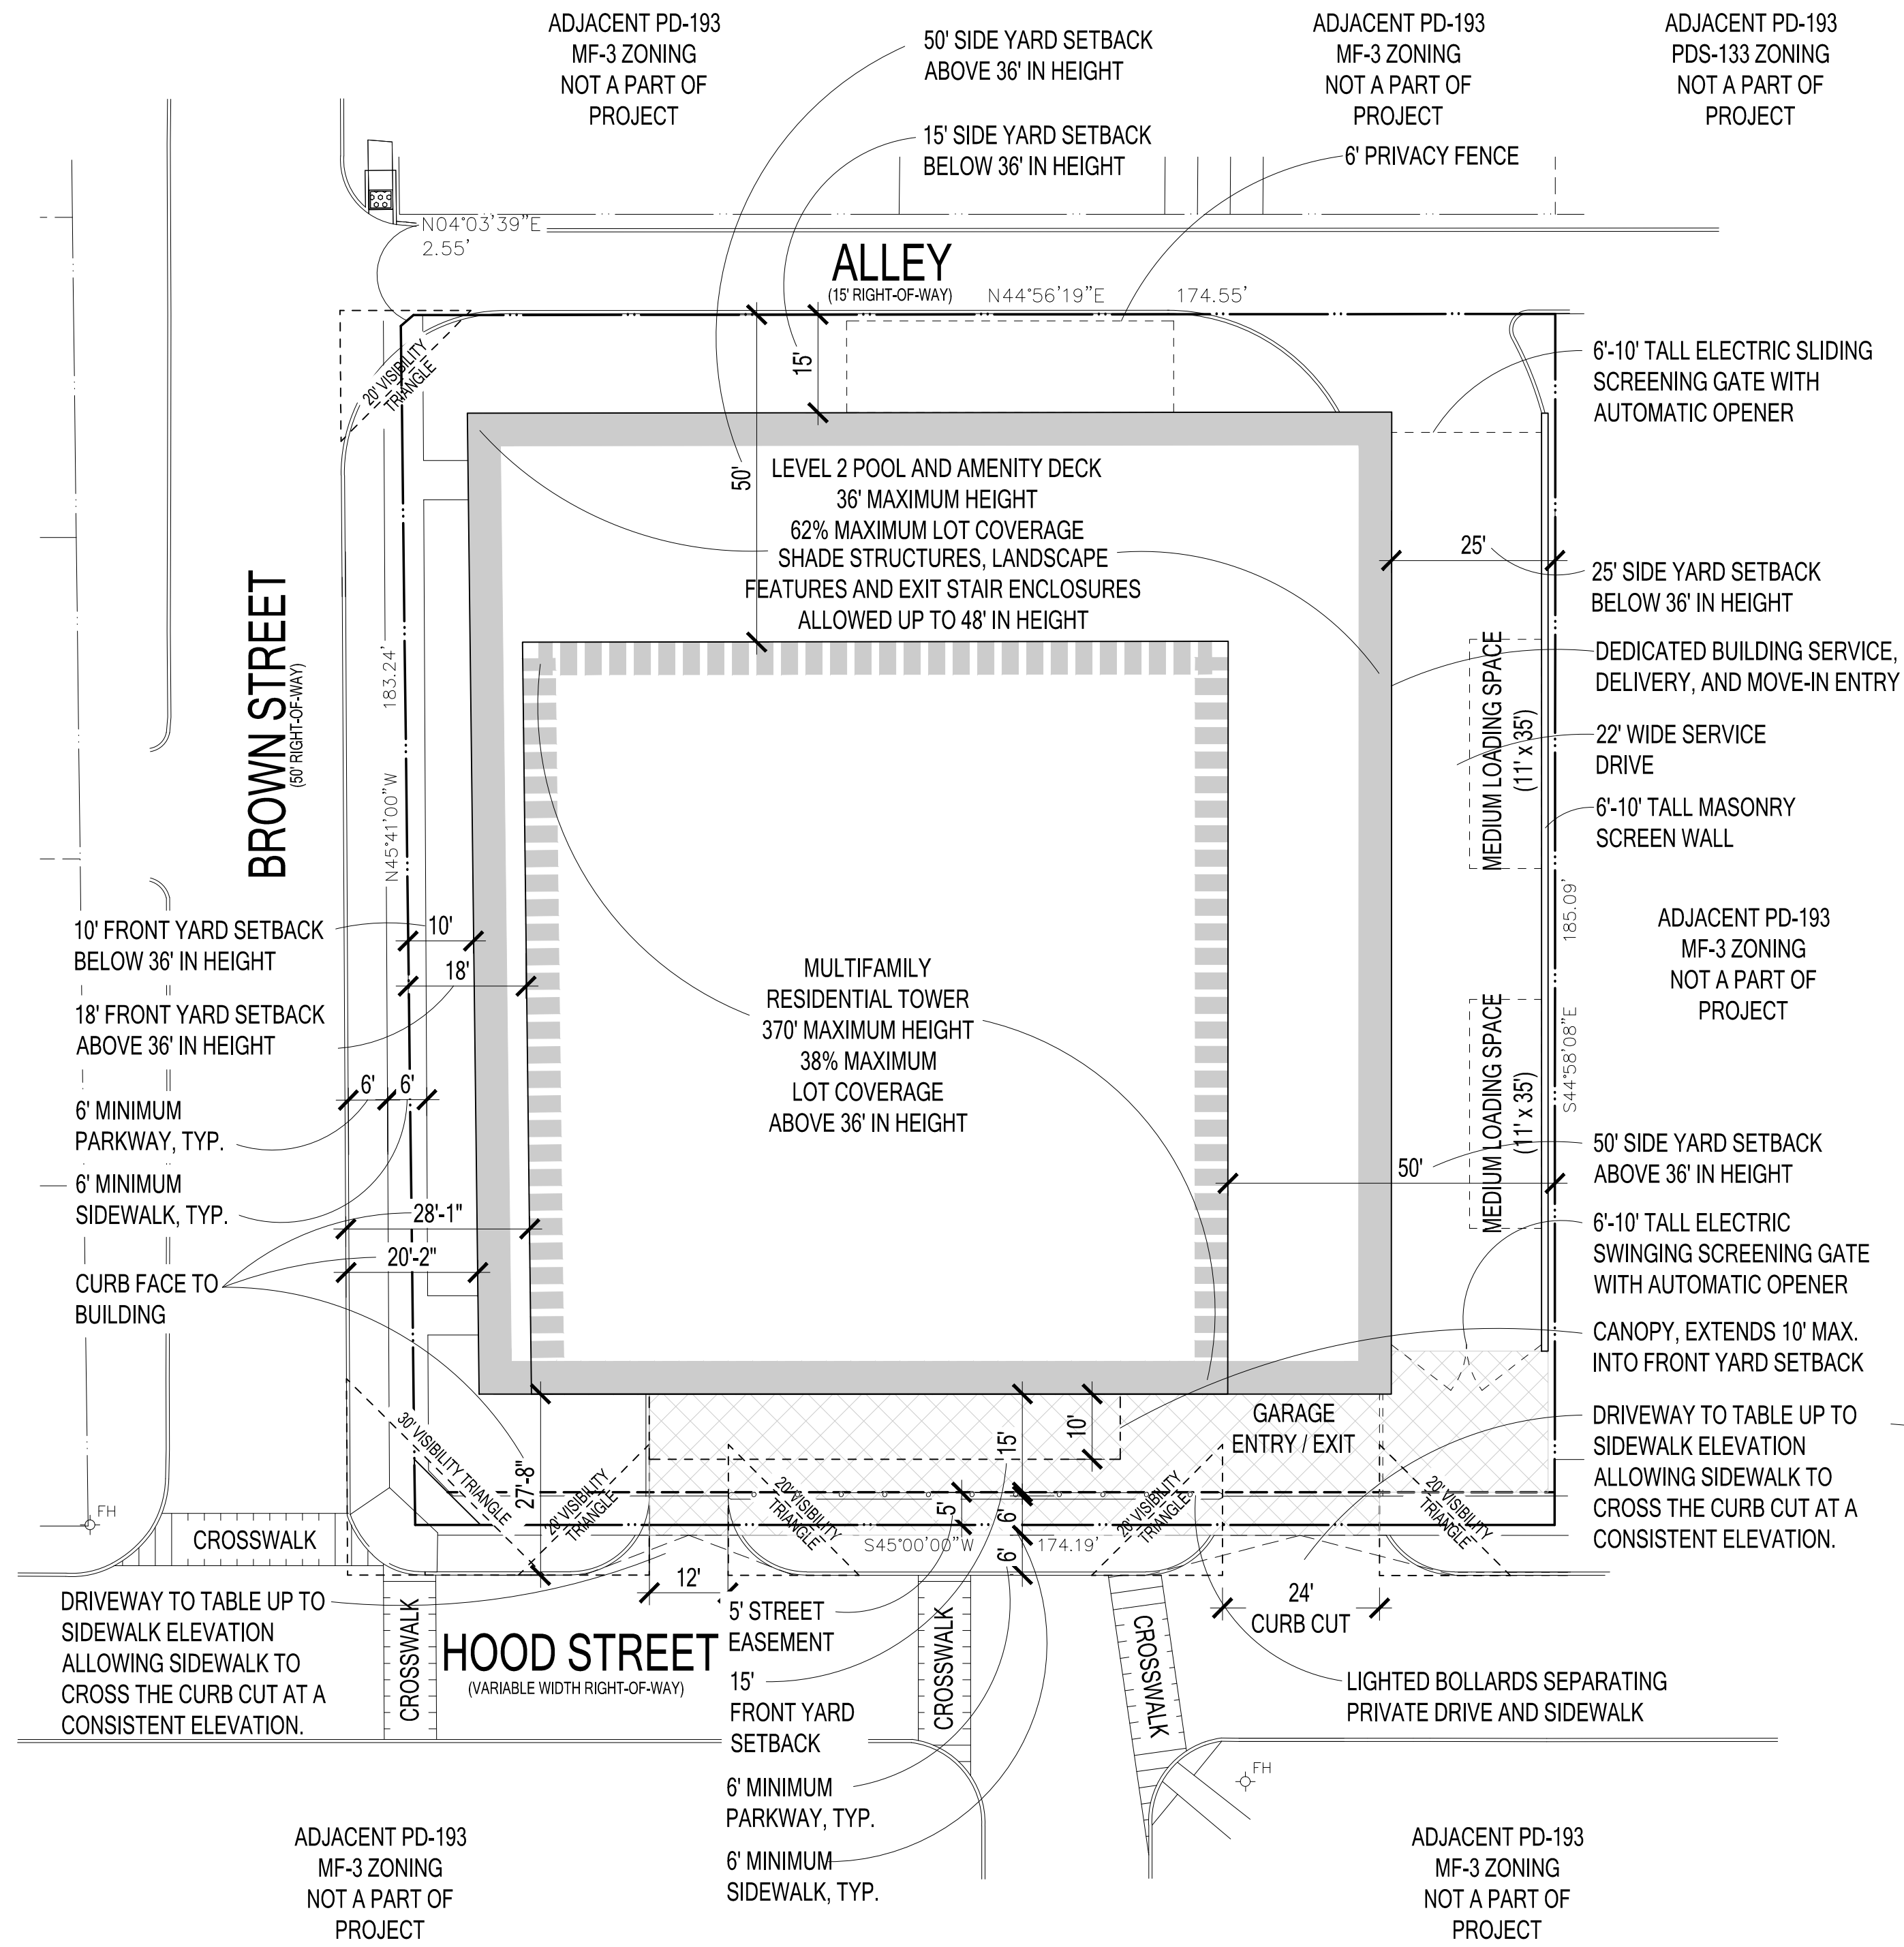 ADJACENT PD-193
MF-3 ZONING
NOT A PART OF
PROJECT
50' SIDE YARD SETBACK
ABOVE 36' IN HEIGHT
ADJACENT PD-193
MF-3 ZONING
NOT A PART OF
PROJECT
ADJACENT PD-193
PDS-133 ZONING
NOT A PART OF
PROJECT
15' SIDE YARD SETBACK
BELOW 36' IN HEIGHT
6' PRIVACY FENCE
N04°03'39"E
2.55'
ALLEY
(15' RIGHT-OF-WAY)
N44°56'19"E
174.55'
20' VISIBILITY
TRIANGLE
15'
50'
6'-10' TALL ELECTRIC SLIDING
SCREENING GATE WITH
AUTOMATIC OPENER
LEVEL 2 POOL AND AMENITY DECK
36' MAXIMUM HEIGHT
62% MAXIMUM LOT COVERAGE
SHADE STRUCTURES, LANDSCAPE
FEATURES AND EXIT STAIR ENCLOSURES
ALLOWED UP TO 48' IN HEIGHT
25'
25' SIDE YARD SETBACK
BELOW 36' IN HEIGHT
BROWN STREET
(50' RIGHT-OF-WAY)
183.24'
N45°41'00"W
MEDIUM LOADING SPACE
(11' x 35')
DEDICATED BUILDING SERVICE,
DELIVERY, AND MOVE-IN ENTRY
22' WIDE SERVICE
DRIVE
6'-10' TALL MASONRY
SCREEN WALL
185.09'
S44°58'08"E
ADJACENT PD-193
MF-3 ZONING
NOT A PART OF
PROJECT
10' FRONT YARD SETBACK
BELOW 36' IN HEIGHT
10'
18'
18' FRONT YARD SETBACK
ABOVE 36' IN HEIGHT
MULTIFAMILY
RESIDENTIAL TOWER
370' MAXIMUM HEIGHT
38% MAXIMUM
LOT COVERAGE
ABOVE 36' IN HEIGHT
MEDIUM LOADING SPACE
(11' x 35')
6'
6'
6' MINIMUM
PARKWAY, TYP.
6' MINIMUM
SIDEWALK, TYP.
50'
50' SIDE YARD SETBACK
ABOVE 36' IN HEIGHT
28'-1"
20'-2"
CURB FACE TO
BUILDING
6'-10' TALL ELECTRIC
SWINGING SCREENING GATE
WITH AUTOMATIC OPENER
CANOPY, EXTENDS 10' MAX.
INTO FRONT YARD SETBACK
30' VISIBILITY TRIANGLE
27'-8"
20' VISIBILITY
TRIANGLE
20' VISIBILITY
TRIANGLE
15'
10'
GARAGE
ENTRY / EXIT
20' VISIBILITY
TRIANGLE
20' VISIBILITY
TRIANGLE
DRIVEWAY TO TABLE UP TO
SIDEWALK ELEVATION
ALLOWING SIDEWALK TO
CROSS THE CURB CUT AT A
CONSISTENT ELEVATION.
FH
CROSSWALK
5'
6'
6'
S45°00'00"W
174.19'
12'
24'
CURB CUT
DRIVEWAY TO TABLE UP TO
SIDEWALK ELEVATION
ALLOWING SIDEWALK TO
CROSS THE CURB CUT AT A
CONSISTENT ELEVATION.
CROSSWALK
HOOD STREET
(VARIABLE WIDTH RIGHT-OF-WAY)
5' STREET
EASEMENT
15'
FRONT YARD
SETBACK
CROSSWALK
CROSSWALK
LIGHTED BOLLARDS SEPARATING
PRIVATE DRIVE AND SIDEWALK
FH
6' MINIMUM
PARKWAY, TYP.
6' MINIMUM
SIDEWALK, TYP.
ADJACENT PD-193
MF-3 ZONING
NOT A PART OF
PROJECT
ADJACENT PD-193
MF-3 ZONING
NOT A PART OF
PROJECT